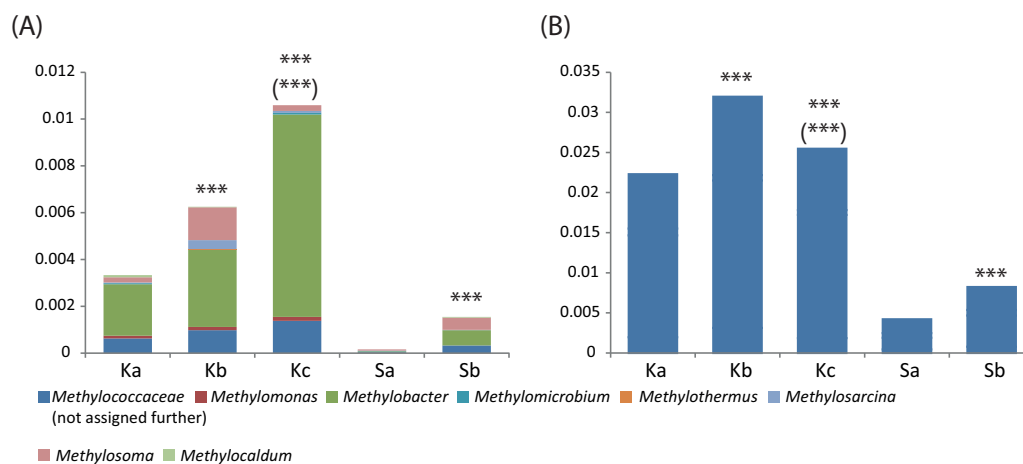 (A)
(B)
***
(***)
***
***
0.012
0.01
0.008
0.006
0.004
0.002
0
Ka
Kb
Kc
Sa
Sb
***
***
(***)
***
0.035
0.03
0.025
0.02
0.015
0.01
0.005
0
Ka
Kb
Kc
Sa
Sb
Methylococcaceae
(not assigned further)
Methylomonas
Methylobacter
Methylomicrobium
Methylothermus
Methylosarcina
Methylosoma
Methylocaldum